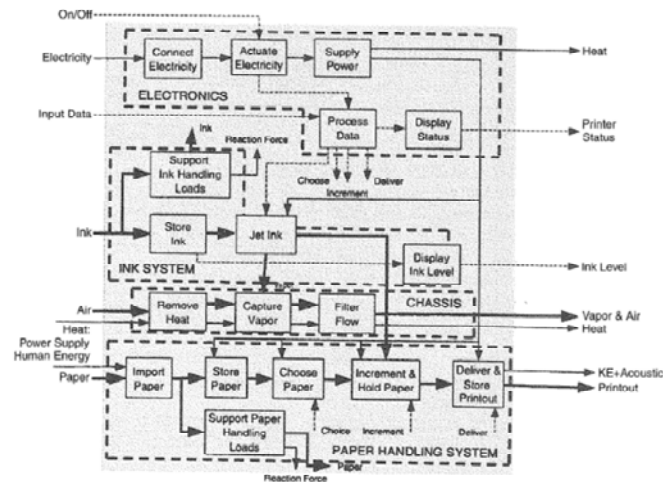 On/Off
Electricity
Connect
Electricity
Actuate
Electricity
Supply
Power
Heat
ELECTRONICS
Input Data
Process
Data
Display
Status
Printer
Status
Ink
Reaction Force
Support
Ink Handling
Loads
Choose
Increment
Deliver
Ink
Store
Ink
Jet Ink
Display
Ink Level
Ink Level
INK SYSTEM
CHASSIS
Air
Remove
Heat
Capture
Vapor
Filter
Flow
Vapor & Air
Heat
Heat:
Power Supply
Human Energy
Paper
Import
Paper
Store
Paper
Choose
Paper
Increment
& Hold Paper
Deliver &
Store
Printout
KE+Acoustic
Printout
Support Paper
Handling
Loads
Choice
Increment
Deliver
Paper
Reaction Force
PAPER HANDLING SYSTEM